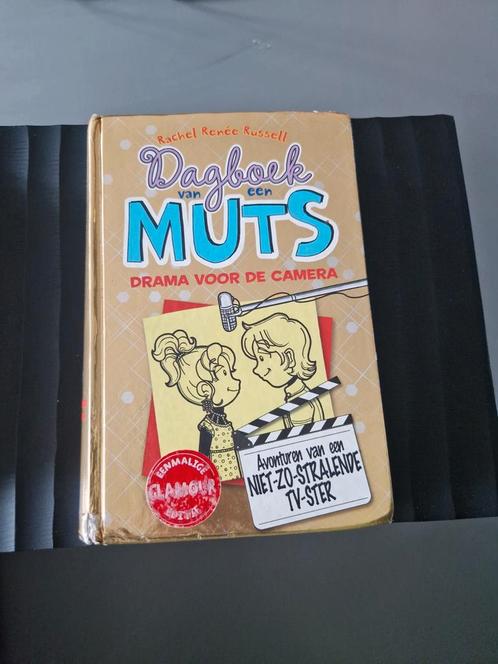 Rachel Renée Russell
Dagboek
van een
MUTS
DRAMA VOOR DE CAMERA
Avonturen van een
NIET-ZO-STRALENDE
TV-STER
EENMALIGE
GLAMOUR
EDITIE